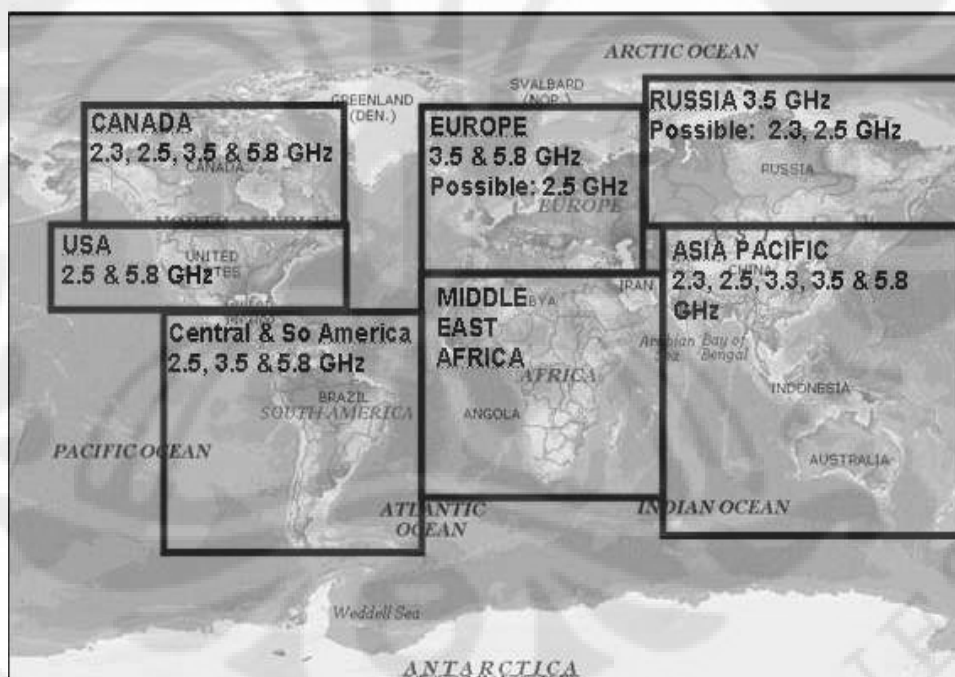 ARCTIC OCEAN
SVALBARD
(NOR.)
GREENLAND
(DEN.)
RUSSIA 3.5 GHz
Possible: 2.3, 2.5 GHz
RUSSIA
CANADA
2.3, 2.5, 3.5 & 5.8 GHz
CANADA
NORTH AMERICA
EUROPE
3.5 & 5.8 GHz
Possible: 2.5 GHz
EUROPE
USA
2.5 & 5.8 GHz
UNITED
ASIA PACIFIC
2.3, 2.5, 3.3, 3.5 & 5.8
GHz
CHINA
ASIA
Gulf of
IRAN
MIDDLE
EAST
AFRICA
AFRICA
Central & So America
2.5, 3.5 & 5.8 GHz
BRAZIL
SOUTH AMERICA
ANGOLA
Arabian
Sea
Bay of
Bengal
INDONESIA
AUSTRALIA
PACIFIC OCEAN
ATLANTIC
OCEAN
INDIAN OCEAN
Weddell Sea
ANTARCTICA